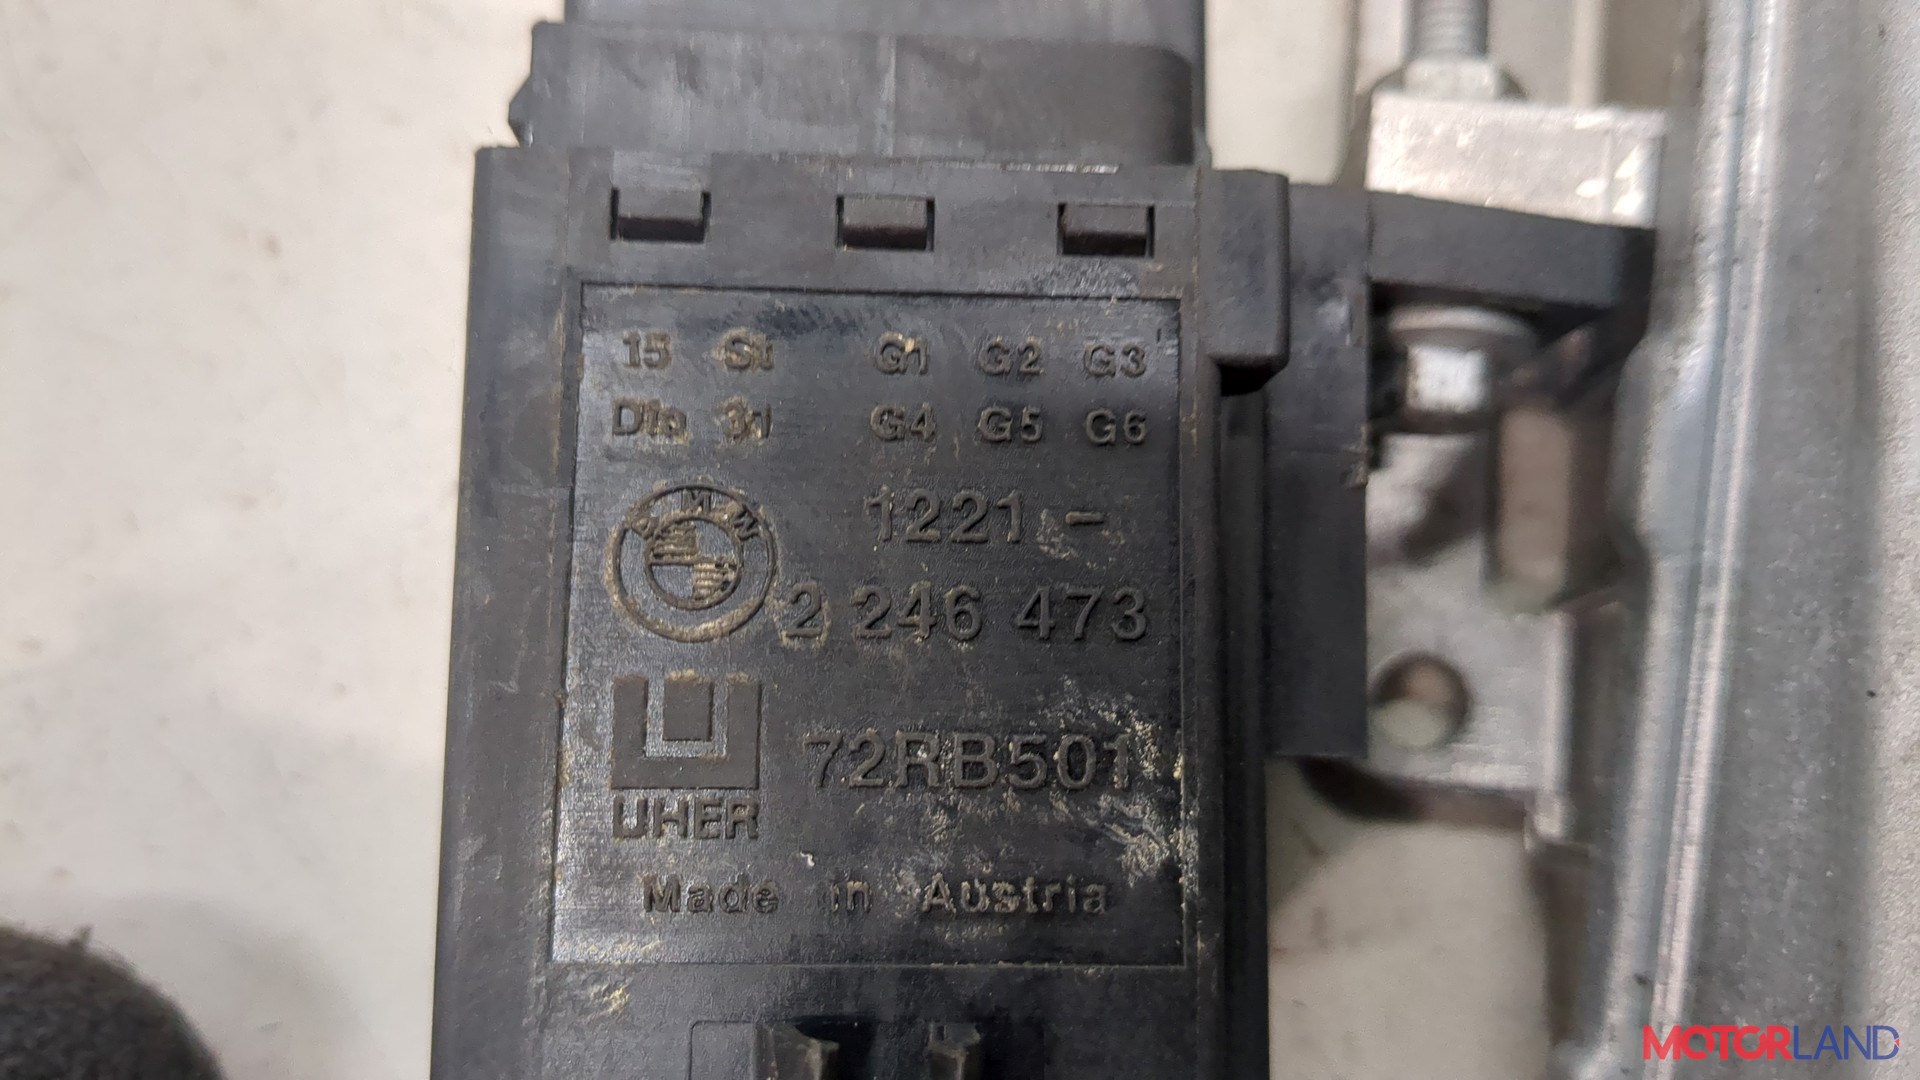 15 St G1 G2 G3
Dia 31 G4 G5 G6
BMW
1221 -
2 246 473
72RB501
UHER
Made in Austria
MOTORLAND